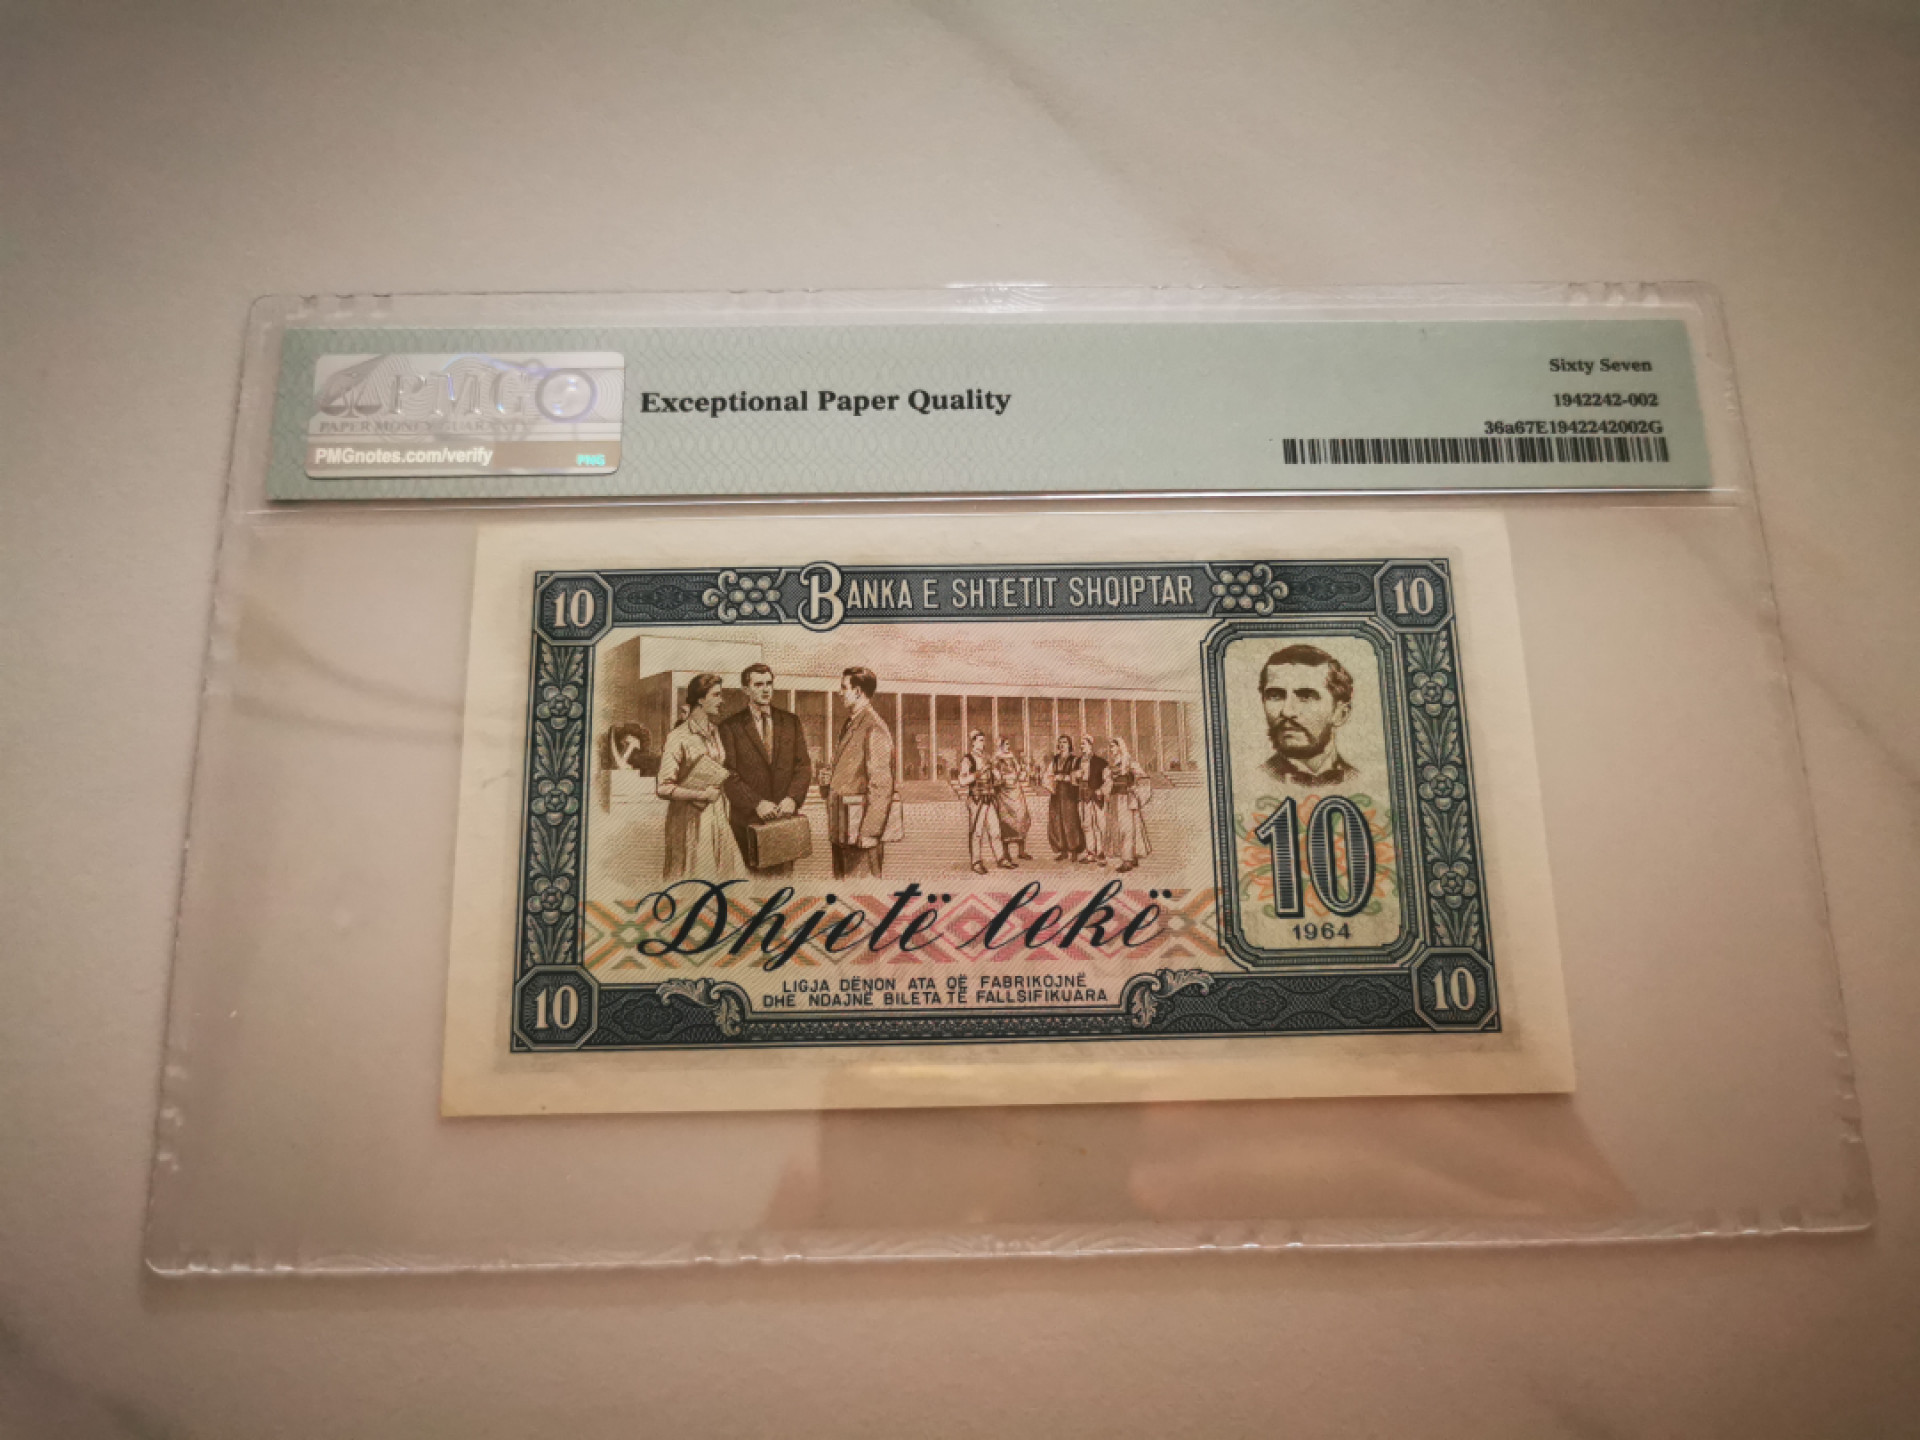 PMG
PAPER MONEY GUARANTY
PMGnotes.com/verify
PMG
Exceptional Paper Quality
Sixty Seven
1942242-002
36a67E1942242002G
10
BANKA E SHTETIT SHQIPTAR
10
10
1964
Dhjetë lekë
LIGJA DËNON ATA QË FABRIKOJNË
DHE NDAJNË BILETA TË FALLSIFIKUARA
10
10